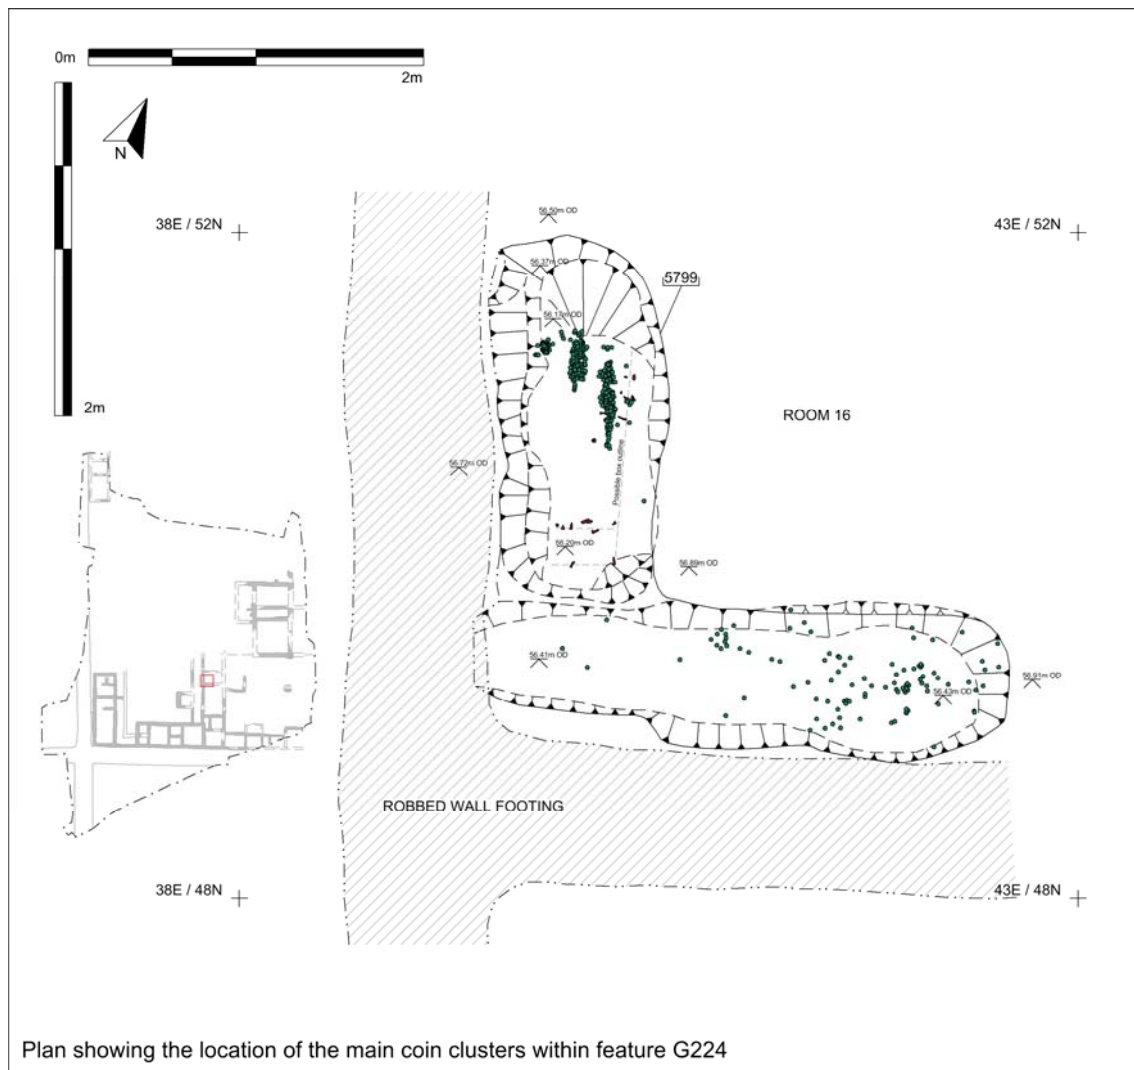 0m
2m
N
2m
38E / 52N
43E / 52N
56.50m OD
56.37m OD
5799
56.17m OD
ROOM 16
Possible box outline
56.72m OD
56.20m OD
56.89m OD
56.41m OD
56.91m OD
56.43m OD
ROBBED WALL FOOTING
38E / 48N
43E / 48N
Plan showing the location of the main coin clusters within feature G224